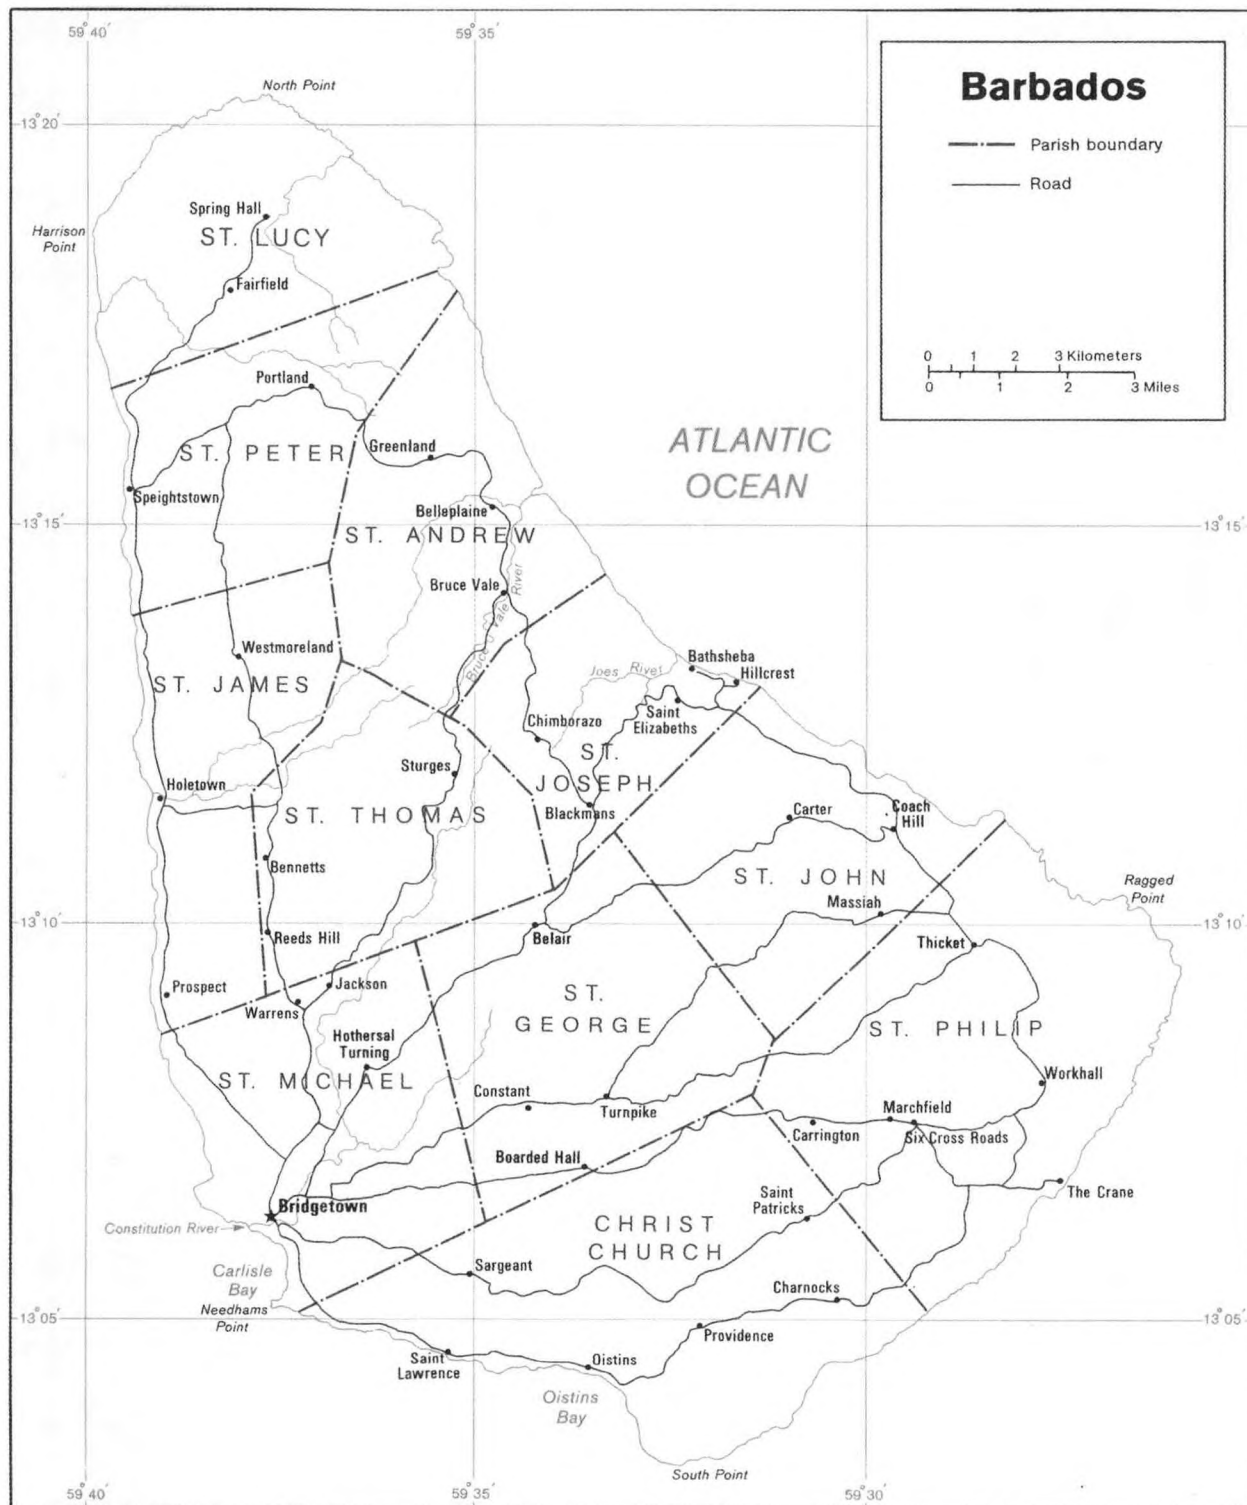 59°40′
59°35′
Barbados
Parish boundary
Road
0 1 2 3 Kilometers
0 1 2 3 Miles
North Point
13°20′
Spring Hall
ST. LUCY
Harrison
Point
Fairfield
Portland
ST. PETER
Greenland
ATLANTIC
OCEAN
Speightstown
Belleplaine
13°15′
13°15′
ST. ANDREW
Bruce Vale
Bruce Vale River
Westmoreland
ST. JAMES
Joes River
Bathsheba
Hillcrest
Saint
Elizabeths
Chimborazo
ST.
JOSEPH
Sturges
Holetown
ST. THOMAS
Blackmans
Carter
Coach
Hill
Bennetts
ST. JOHN
Massiah
Ragged
Point
13°10′
13°10′
Reeds Hill
Belair
Thicket
Prospect
Jackson
Warrens
ST.
GEORGE
ST. PHILIP
Hothersal
Turning
ST. MICHAEL
Workhall
Constant
Turnpike
Marchfield
Carrington
Six Cross Roads
Boarded Hall
Saint
Patricks
The Crane
Bridgetown
Constitution River
CHRIST
CHURCH
Carlisle
Bay
Sargeant
Charnocks
Needhams
Point
13°05′
13°05′
Providence
Saint
Lawrence
Oistins
Oistins
Bay
South Point
59°40′
59°35′
59°30′